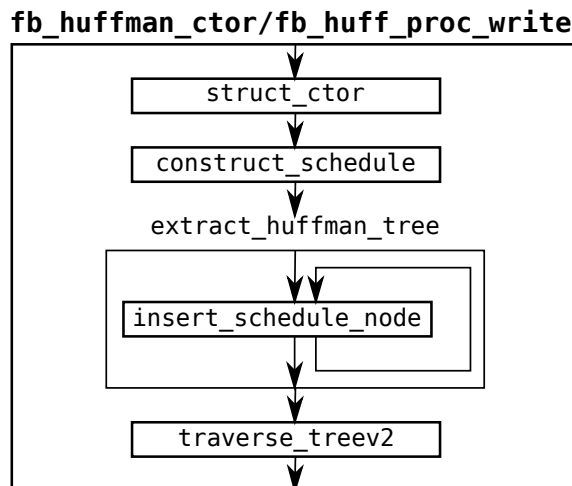 fb_huffman_ctor/fb_huff_proc_write
struct_ctor
construct_schedule
extract_huffman_tree
insert_schedule_node
traverse_treev2